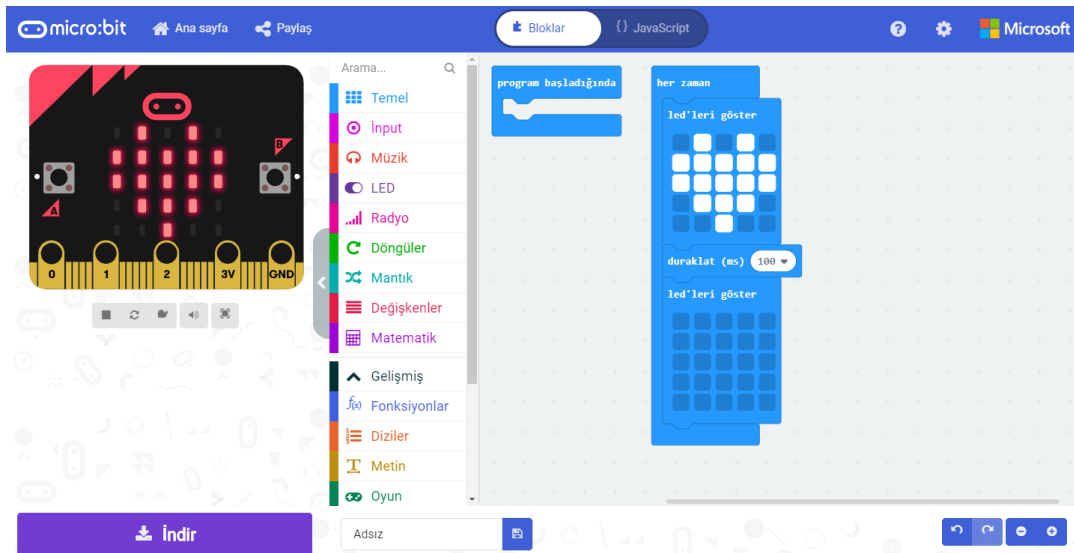 micro:bit
Ana sayfa
Paylaş
Bloklar
{} JavaScript
?
Microsoft
A
B
0
1
2
3V
GND
Arama...
Temel
İnput
Müzik
LED
Radyo
Döngüler
Mantık
Değişkenler
Matematik
Gelişmiş
f(x) Fonksiyonlar
Diziler
Metin
Oyun
program başladığında
her zaman
led'leri göster
duraklat (ms) 100
led'leri göster
İndir
Adsız